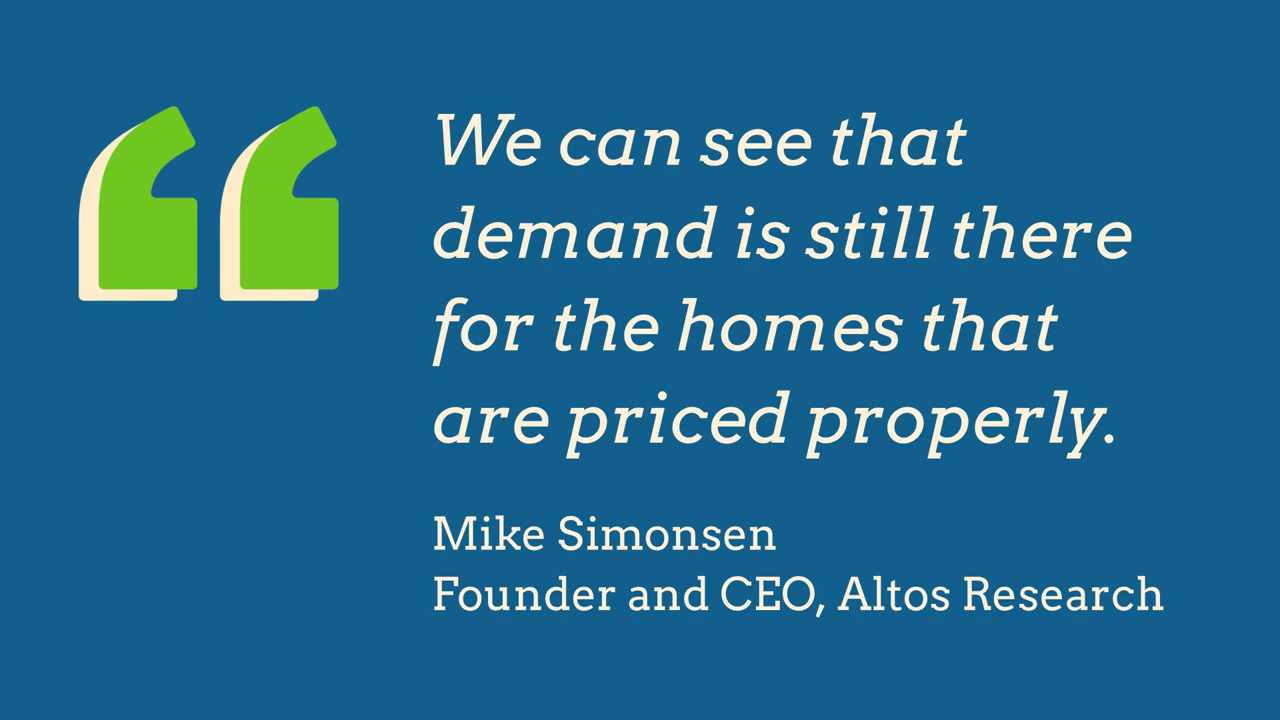 We can see that
demand is still there
for the homes that
are priced properly.
Mike Simonsen
Founder and CEO, Altos Research